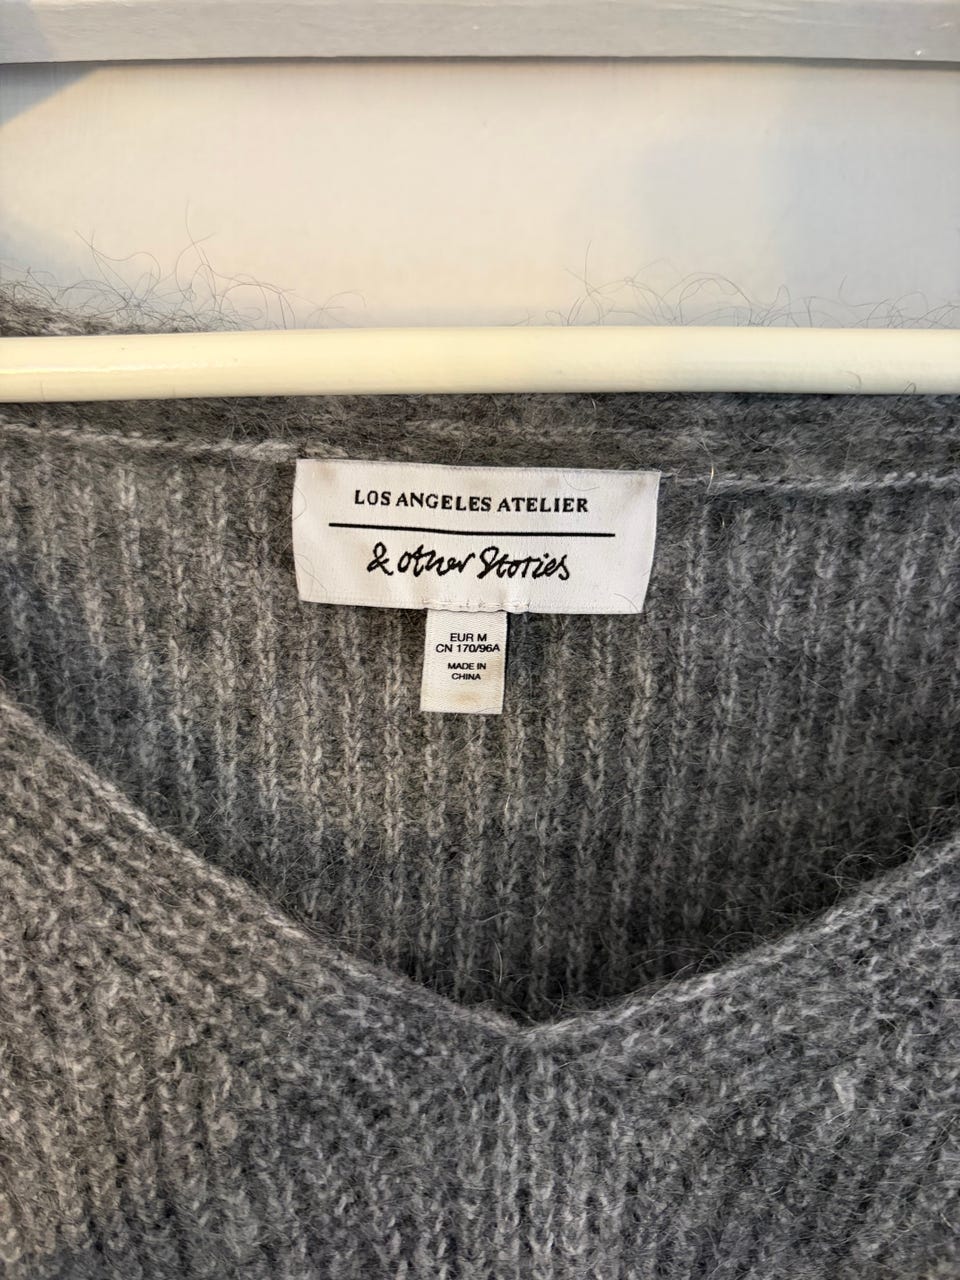 LOS ANGELES ATELIER
& other Stories
EUR M
CN 170/96A
MADE IN
CHINA